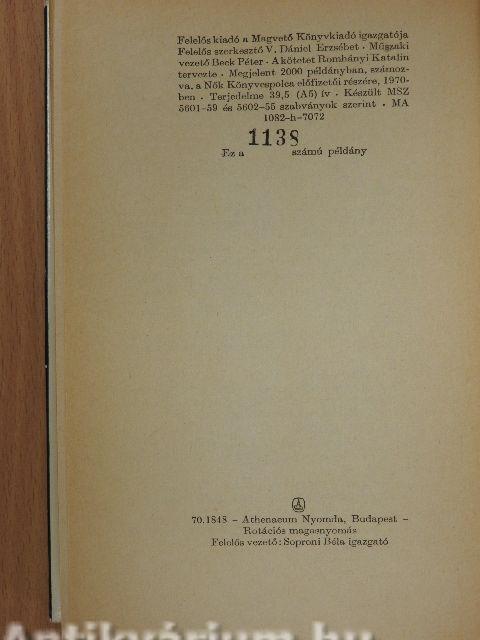 Felelős kiadó a Magvető Könyvkiadó igazgatója
Felelős szerkesztő V. Dániel Erzsébet · Műszaki
vezető Beck Péter · A kötetet Rombányi Katalin
tervezte · Megjelent 2000 példányban, számoz-
va, a Nők Könyvespolca előfizetői részére, 1970-
ben · Terjedelme 39,5 (A5) ív · Készült MSZ
5601-59 és 5602-55 szabványok szerint · MA
1082-h-7072
Ez a 1138 számú példány
70.1848 – Athenaeum Nyomda, Budapest –
Rotációs magasnyomás
Felelős vezető: Soproni Béla igazgató
Antikvárium.hu